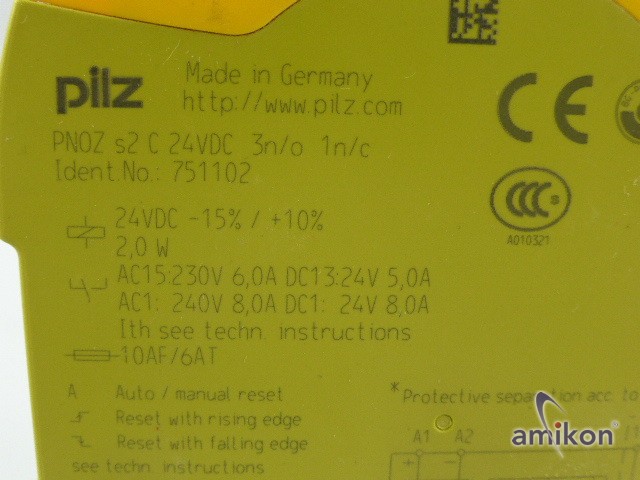 pilz
Made in Germany
http://www.pilz.com
PNOZ s2 C 24VDC 3n/o 1n/c
Ident.No.: 751102
CE
CCC S
A010321
24VDC -15% / +10%
2,0 W
AC15:230V 6,0A DC13:24V 5,0A
AC1: 240V 8,0A DC1: 24V 8,0A
Ith see techn. instructions
10AF/6AT
A Auto / manual reset
Reset with rising edge
Reset with falling edge
see techn. instructions
*Protective separation acc. to
A1 A2
+ −
amikon®